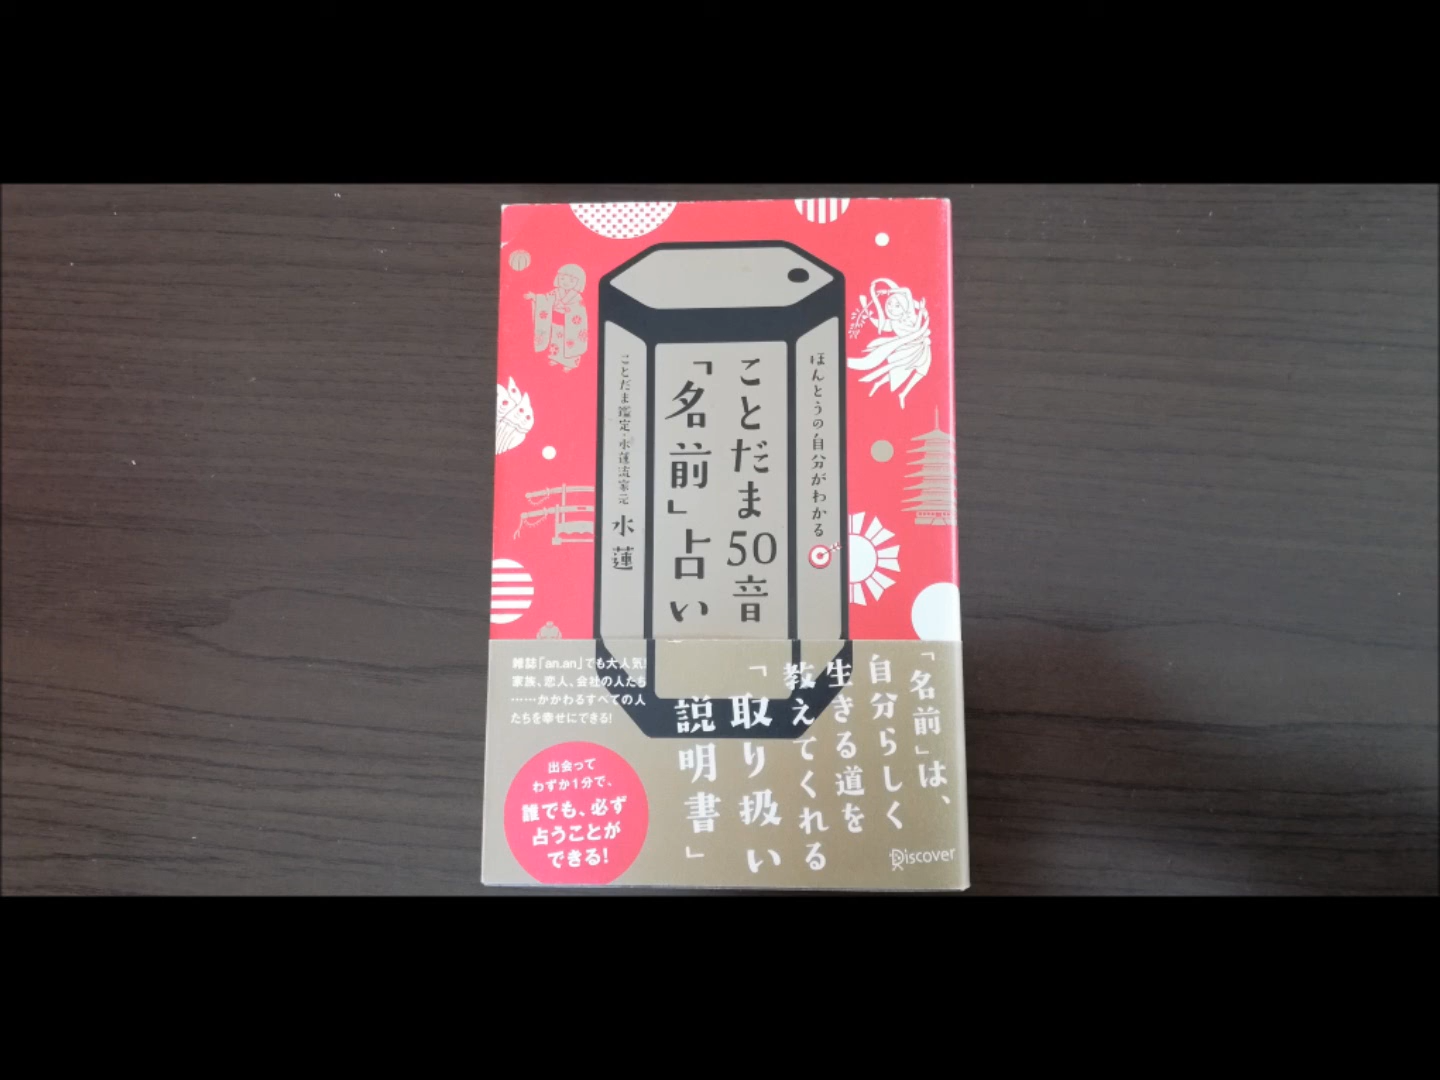 ほんとうの自分がわかる
ことだま50音
「名前」占い
ことだま鑑定・水蓮流家元 水蓮
「名前」は、
自分らしく
生きる道を
教えてくれる
「取り扱い
説明書」
雑誌「an.an」でも大人気!
家族、恋人、会社の人たち
……かかわるすべての人
たちを幸せにできる!
出会って
わずか1分で、
誰でも、必ず
占うことが
できる!
Discover